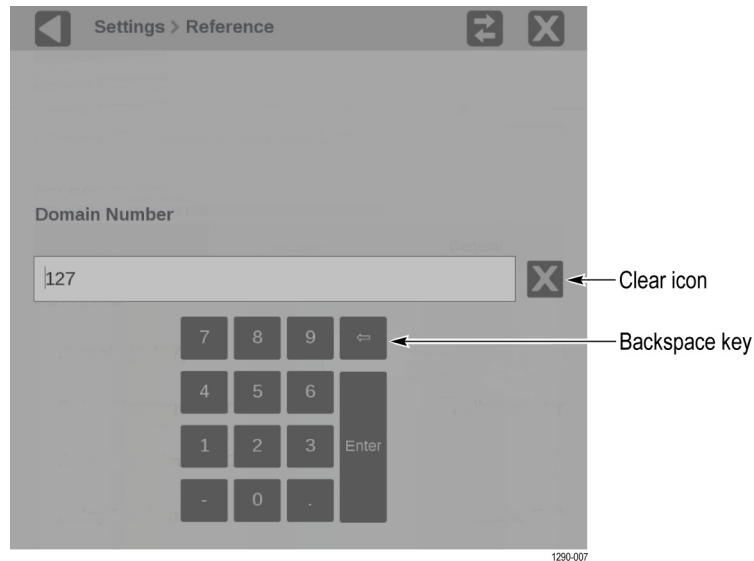 Settings > Reference
Domain Number
127
Clear icon
7 8 9 ⇦
Backspace key
4 5 6
1 2 3 Enter
- 0 .
1290-007